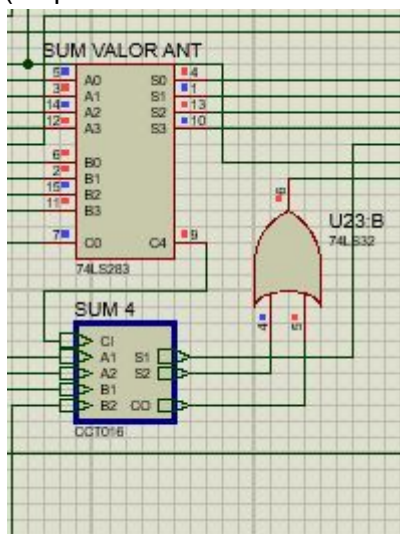 SUM VALOR ANT
5 A0 S0 4
3 A1 S1 1
14 A2 S2 13
12 A3 S3 10
6 B0
2 B1
15 B2
11 B3
7 C0 C4 9
74LS283
6
U23:B
74LS32
4 5
SUM 4
CI
A1 S1
A2 S2
B1
B2 CO
CCT016